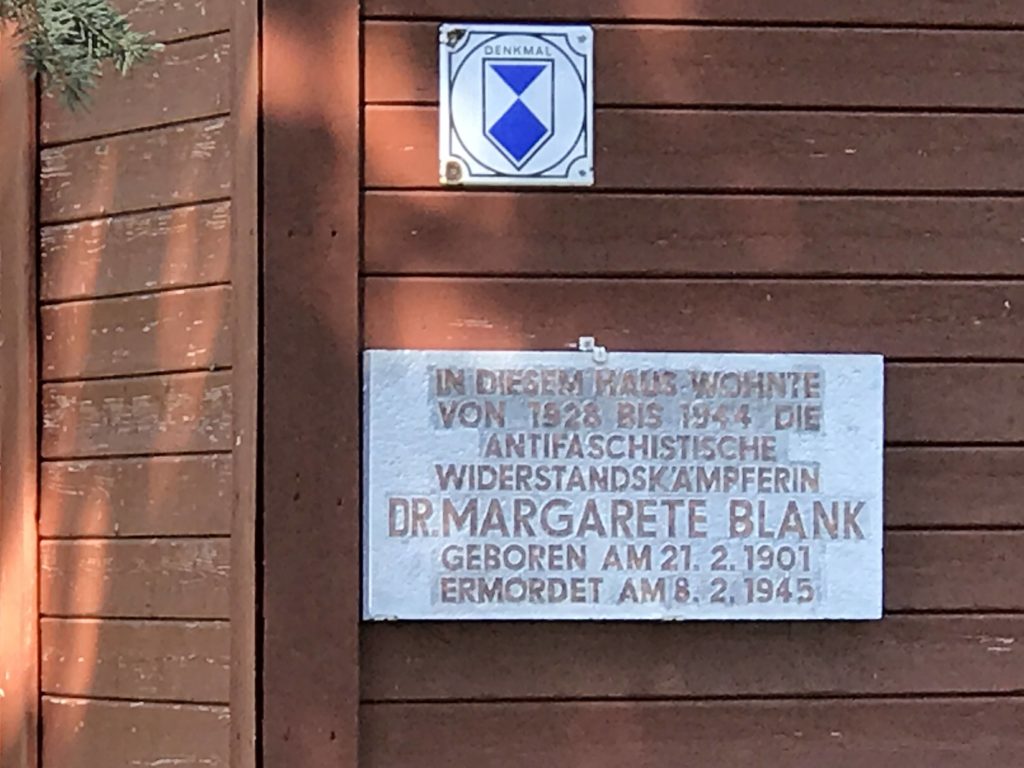 DENKMAL
IN DIESEM HAUS WOHNTE
VON 1928 BIS 1944 DIE
ANTIFASCHISTISCHE
WIDERSTANDSKÄMPFERIN
DR. MARGARETE BLANK
GEBOREN AM 21. 2. 1901
ERMORDET AM 8. 2. 1945